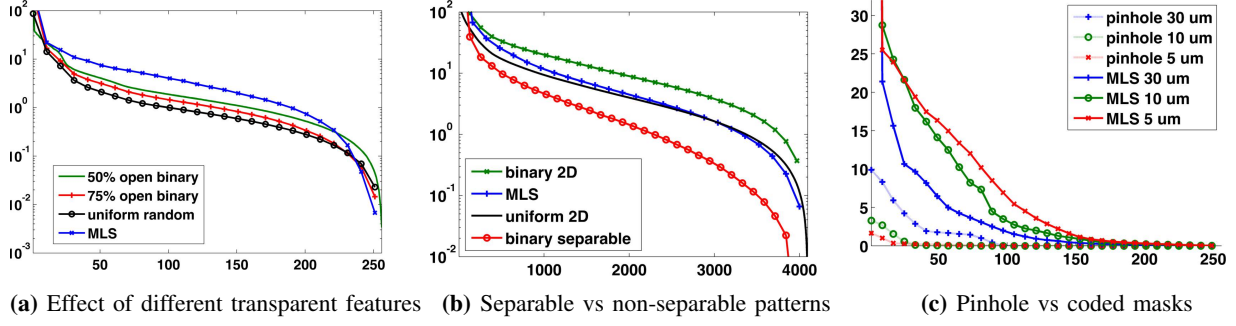 10^2
10^1
10^0
10^-1
10^-2
10^-3
50 100 150 200 250
50% open binary
75% open binary
uniform random
MLS
(a) Effect of different transparent features
10^2
10^1
10^0
10^-1
10^-2
1000 2000 3000 4000
binary 2D
MLS
uniform 2D
binary separable
(b) Separable vs non-separable patterns
30
25
20
15
10
5
0
50 100 150 200 250
pinhole 30 um
pinhole 10 um
pinhole 5 um
MLS 30 um
MLS 10 um
MLS 5 um
(c) Pinhole vs coded masks